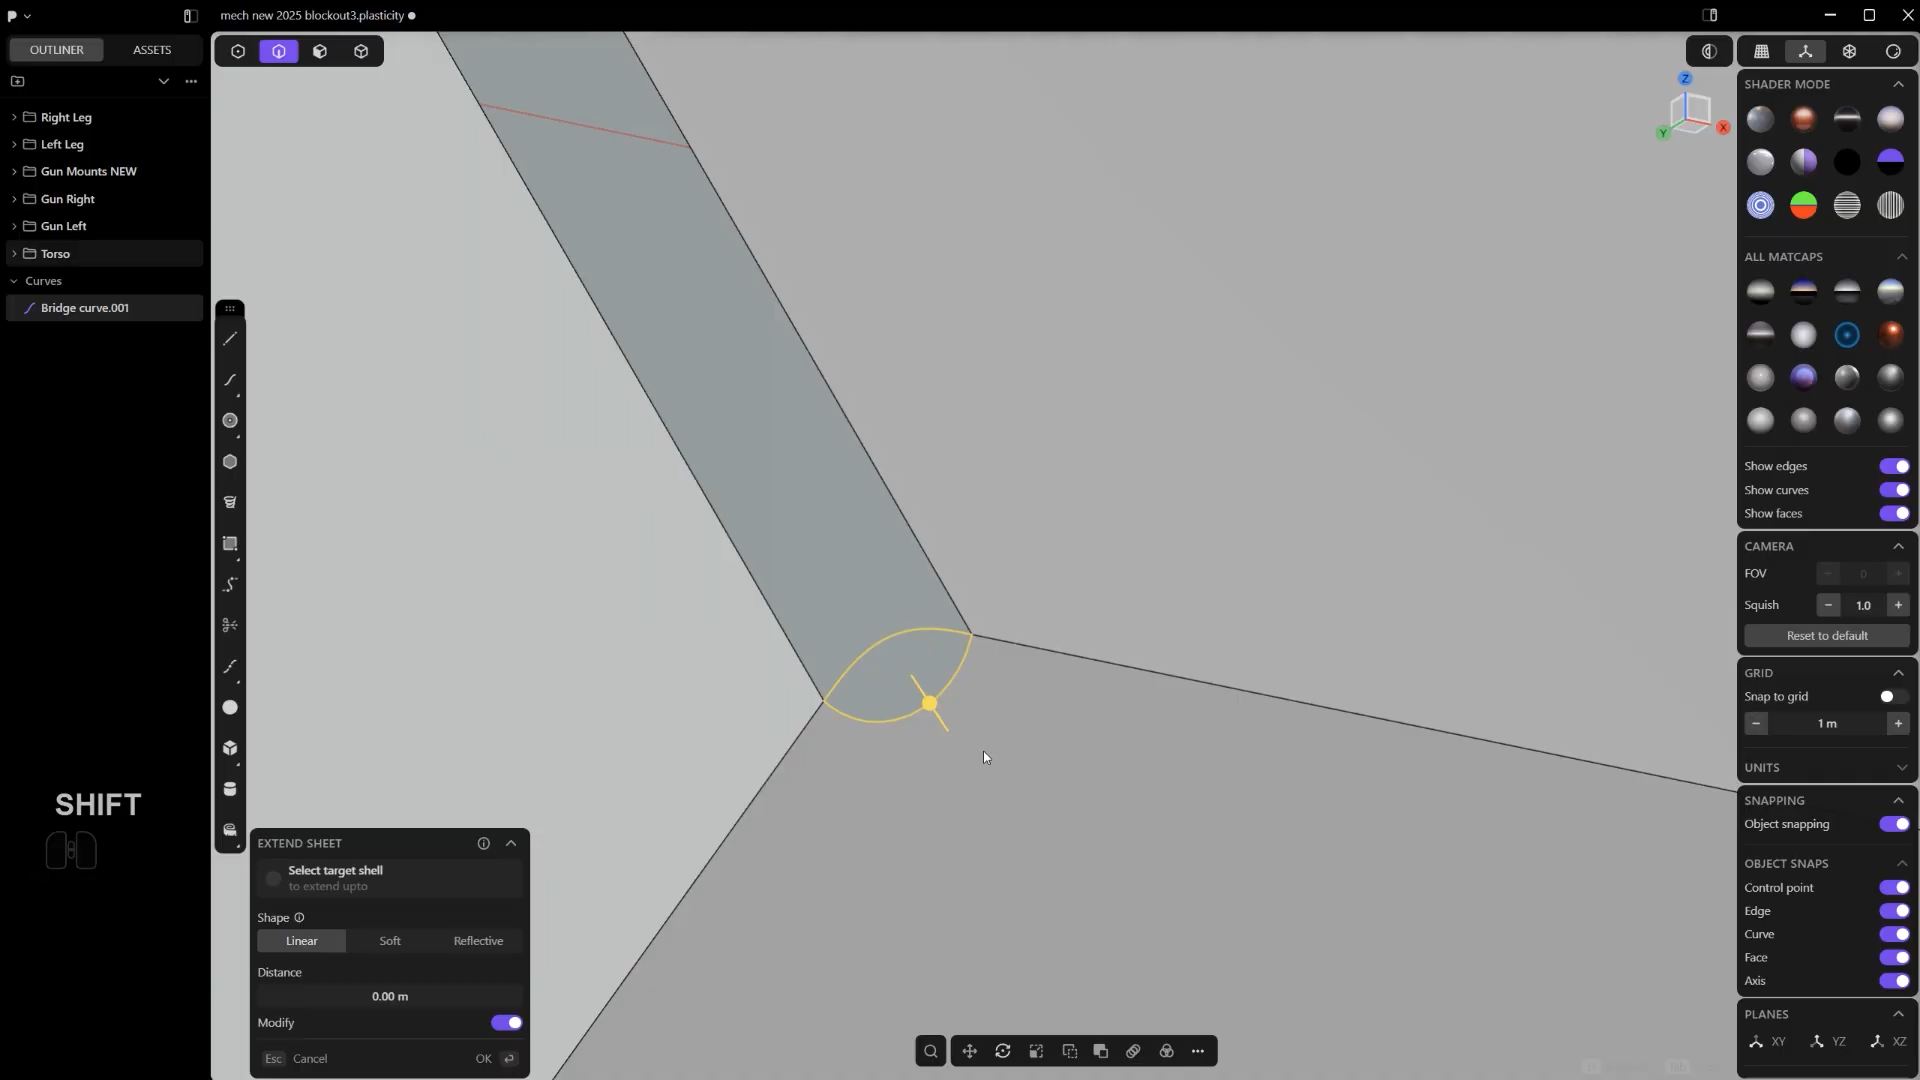 mech new 2025 blockout3.plasticity
OUTLINER
ASSETS
Right Leg
Left Leg
Gun Mounts NEW
Gun Right
Gun Left
Torso
Curves
Bridge curve.001
SHIFT
EXTEND SHEET
Select target shell
to extend upto
Shape
Linear
Soft
Reflective
Distance
0.00 m
Modify
Esc
Cancel
OK
Z
Y
X
SHADER MODE
ALL MATCAPS
Show edges
Show curves
Show faces
CAMERA
FOV
0
Squish
1.0
Reset to default
GRID
Snap to grid
1 m
UNITS
SNAPPING
Object snapping
OBJECT SNAPS
Control point
Edge
Curve
Face
Axis
PLANES
XY
YZ
XZ